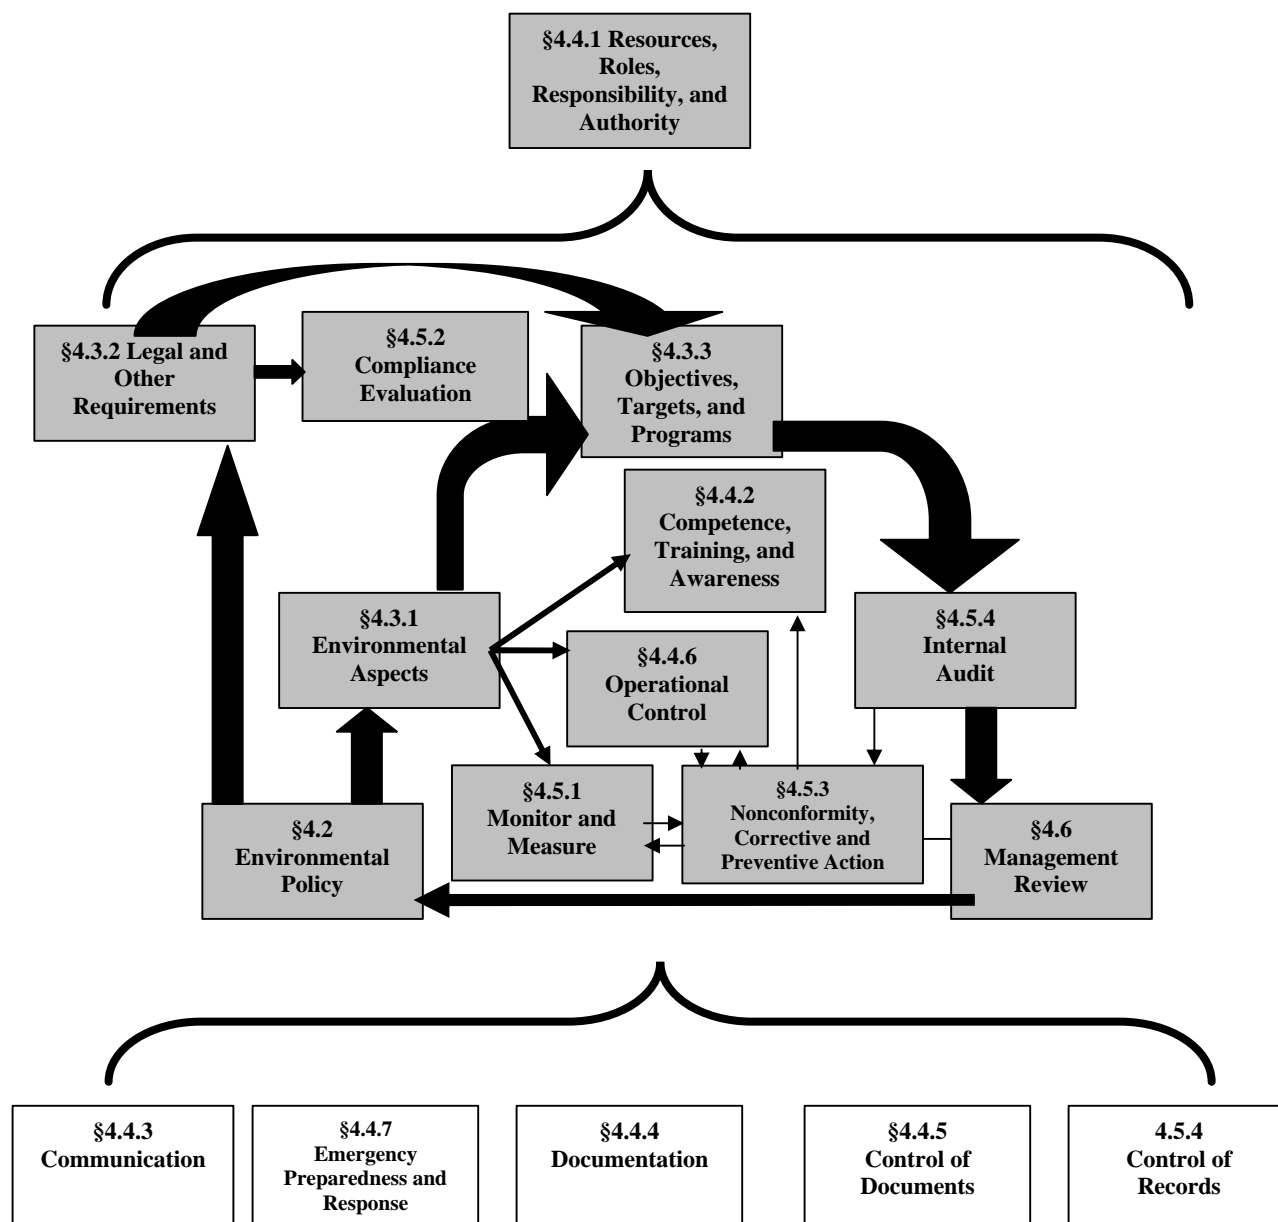 §4.4.1 Resources,
Roles,
Responsibility, and
Authority
§4.3.2 Legal and
Other
Requirements
§4.5.2
Compliance
Evaluation
§4.3.3
Objectives,
Targets, and
Programs
§4.4.2
Competence,
Training, and
Awareness
§4.3.1
Environmental
Aspects
§4.4.6
Operational
Control
§4.5.4
Internal
Audit
§4.5.1
Monitor and
Measure
§4.5.3
Nonconformity,
Corrective and
Preventive Action
§4.2
Environmental
Policy
§4.6
Management
Review
§4.4.3
Communication
§4.4.7
Emergency
Preparedness and
Response
§4.4.4
Documentation
§4.4.5
Control of
Documents
4.5.4
Control of
Records